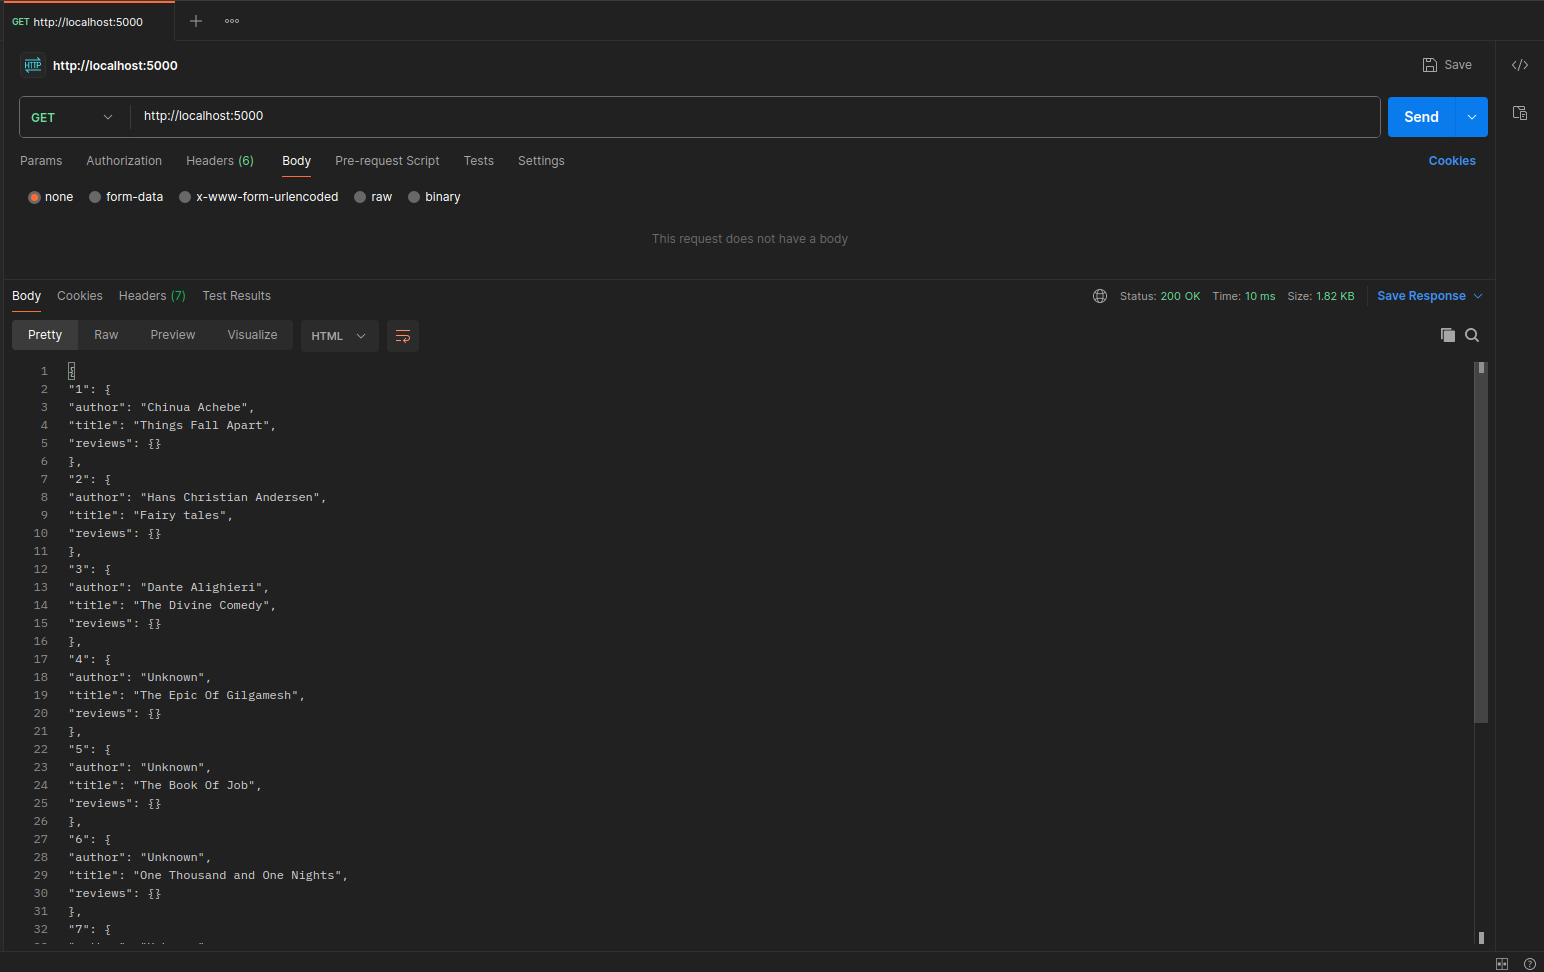 GET http://localhost:5000
HTTP http://localhost:5000
Save
GET http://localhost:5000
Send
Params Authorization Headers (6) Body Pre-request Script Tests Settings
Cookies
none form-data x-www-form-urlencoded raw binary
This request does not have a body
Body Cookies Headers (7) Test Results
Status: 200 OK Time: 10 ms Size: 1.82 KB Save Response
Pretty Raw Preview Visualize HTML
1 {
2 "1": {
3 "author": "Chinua Achebe",
4 "title": "Things Fall Apart",
5 "reviews": {}
6 },
7 "2": {
8 "author": "Hans Christian Andersen",
9 "title": "Fairy tales",
10 "reviews": {}
11 },
12 "3": {
13 "author": "Dante Alighieri",
14 "title": "The Divine Comedy",
15 "reviews": {}
16 },
17 "4": {
18 "author": "Unknown",
19 "title": "The Epic Of Gilgamesh",
20 "reviews": {}
21 },
22 "5": {
23 "author": "Unknown",
24 "title": "The Book Of Job",
25 "reviews": {}
26 },
27 "6": {
28 "author": "Unknown",
29 "title": "One Thousand and One Nights",
30 "reviews": {}
31 },
32 "7": {